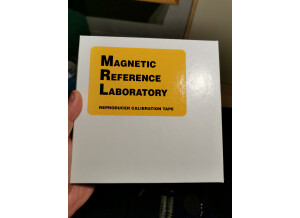 MAGNETIC
REFERENCE
LABORATORY
REPRODUCER CALIBRATION TAPE